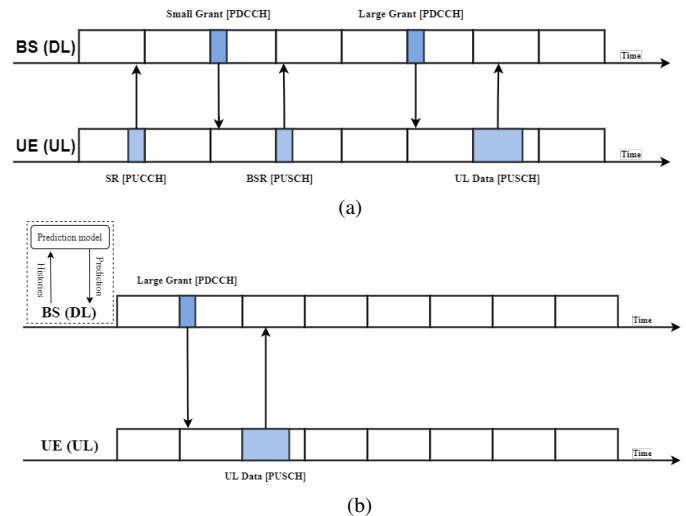 Small Grant [PDCCH]
Large Grant [PDCCH]
BS (DL)
Time
UE (UL)
Time
SR [PUCCH]
BSR [PUSCH]
UL Data [PUSCH]
(a)
Prediction model
Histories
Prediction
BS (DL)
Large Grant [PDCCH]
Time
UE (UL)
Time
UL Data [PUSCH]
(b)